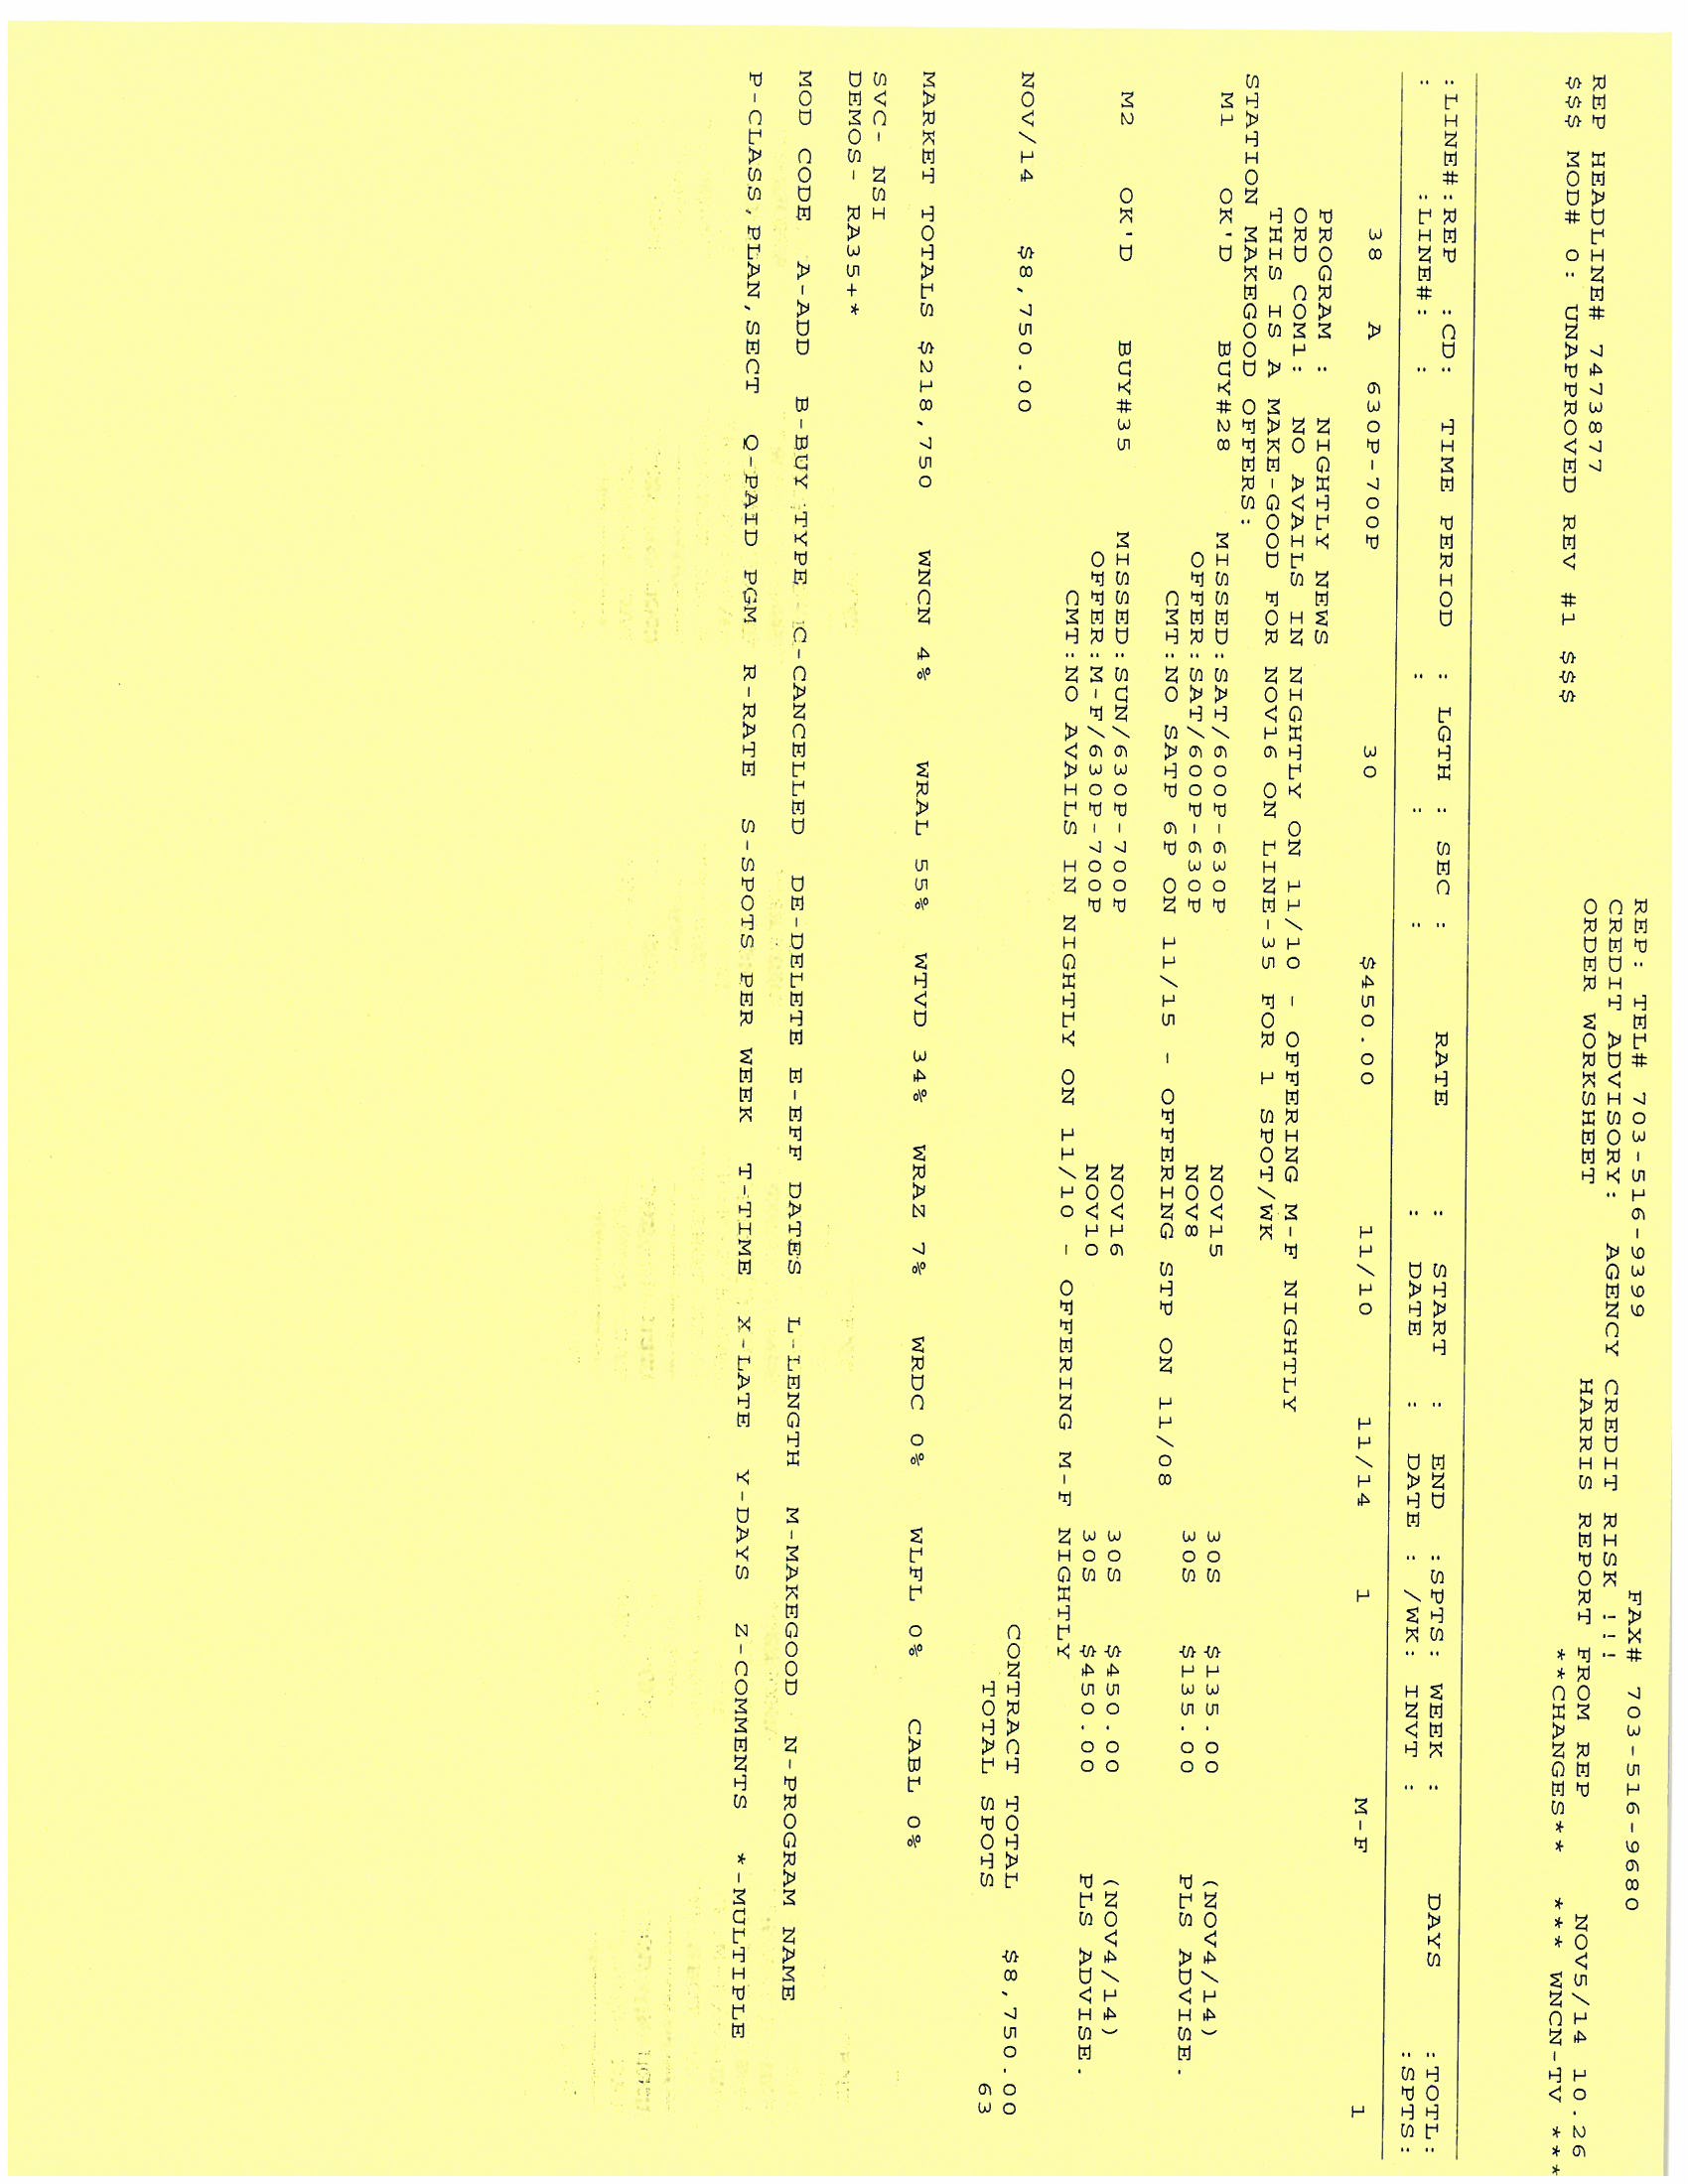 REP: TEL# 703-516-9399 FAX# 703-516-9680
CREDIT ADVISORY: AGENCY CREDIT RISK !!!
REP HEADLINE# 7473877 ORDER WORKSHEET HARRIS REPORT FROM REP NOV5/14 10.26
$$$ MOD# 0: UNAPPROVED REV #1 $$$ **CHANGES** *** WNCN-TV ***
:LINE#:REP :CD: TIME PERIOD : LGTH : SEC : RATE : START : END :SPTS: WEEK : DAYS :TOTL:
: :LINE#: : : : : : DATE : DATE : /WK: INVT : :SPTS:
38 A 630P-700P 30 $450.00 11/10 11/14 1 M-F 1
PROGRAM : NIGHTLY NEWS
ORD COM1: NO AVAILS IN NIGHTLY ON 11/10 - OFFERING M-F NIGHTLY
THIS IS A MAKE-GOOD FOR NOV16 ON LINE-35 FOR 1 SPOT/WK
STATION MAKEGOOD OFFERS:
M1 OK'D BUY#28 MISSED:SAT/600P-630P NOV15 30S $135.00 (NOV4/14)
OFFER:SAT/600P-630P NOV8 30S $135.00 PLS ADVISE.
CMT:NO SATP 6P ON 11/15 - OFFERING STP ON 11/08
M2 OK'D BUY#35 MISSED:SUN/630P-700P NOV16 30S $450.00 (NOV4/14)
OFFER:M-F/630P-700P NOV10 30S $450.00 PLS ADVISE.
CMT:NO AVAILS IN NIGHTLY ON 11/10 - OFFERING M-F NIGHTLY
NOV/14 $8,750.00 CONTRACT TOTAL $8,750.00
TOTAL SPOTS 63
MARKET TOTALS $218,750 WNCN 4% WRAL 55% WTVD 34% WRAZ 7% WRDC 0% WLFL 0% CABL 0%
SVC- NSI
DEMOS- RA35+*
MOD CODE A-ADD B-BUY TYPE C-CANCELLED DE-DELETE E-EFF DATES L-LENGTH M-MAKEGOOD N-PROGRAM NAME
P-CLASS,PLAN,SECT Q-PAID PGM R-RATE S-SPOTS PER WEEK T-TIME X-LATE Y-DAYS Z-COMMENTS *-MULTIPLE